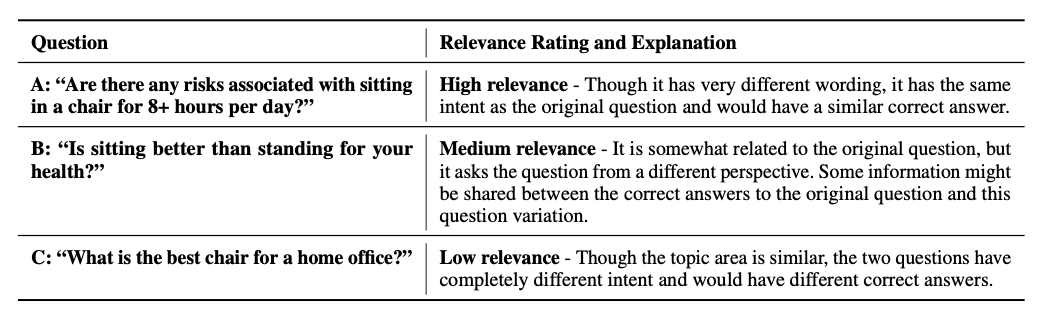 Question
Relevance Rating and Explanation
A: “Are there any risks associated with sitting
in a chair for 8+ hours per day?”
High relevance - Though it has very different wording, it has the same
intent as the original question and would have a similar correct answer.
B: “Is sitting better than standing for your
health?”
Medium relevance - It is somewhat related to the original question, but
it asks the question from a different perspective. Some information might
be shared between the correct answers to the original question and this
question variation.
C: “What is the best chair for a home office?”
Low relevance - Though the topic area is similar, the two questions have
completely different intent and would have different correct answers.